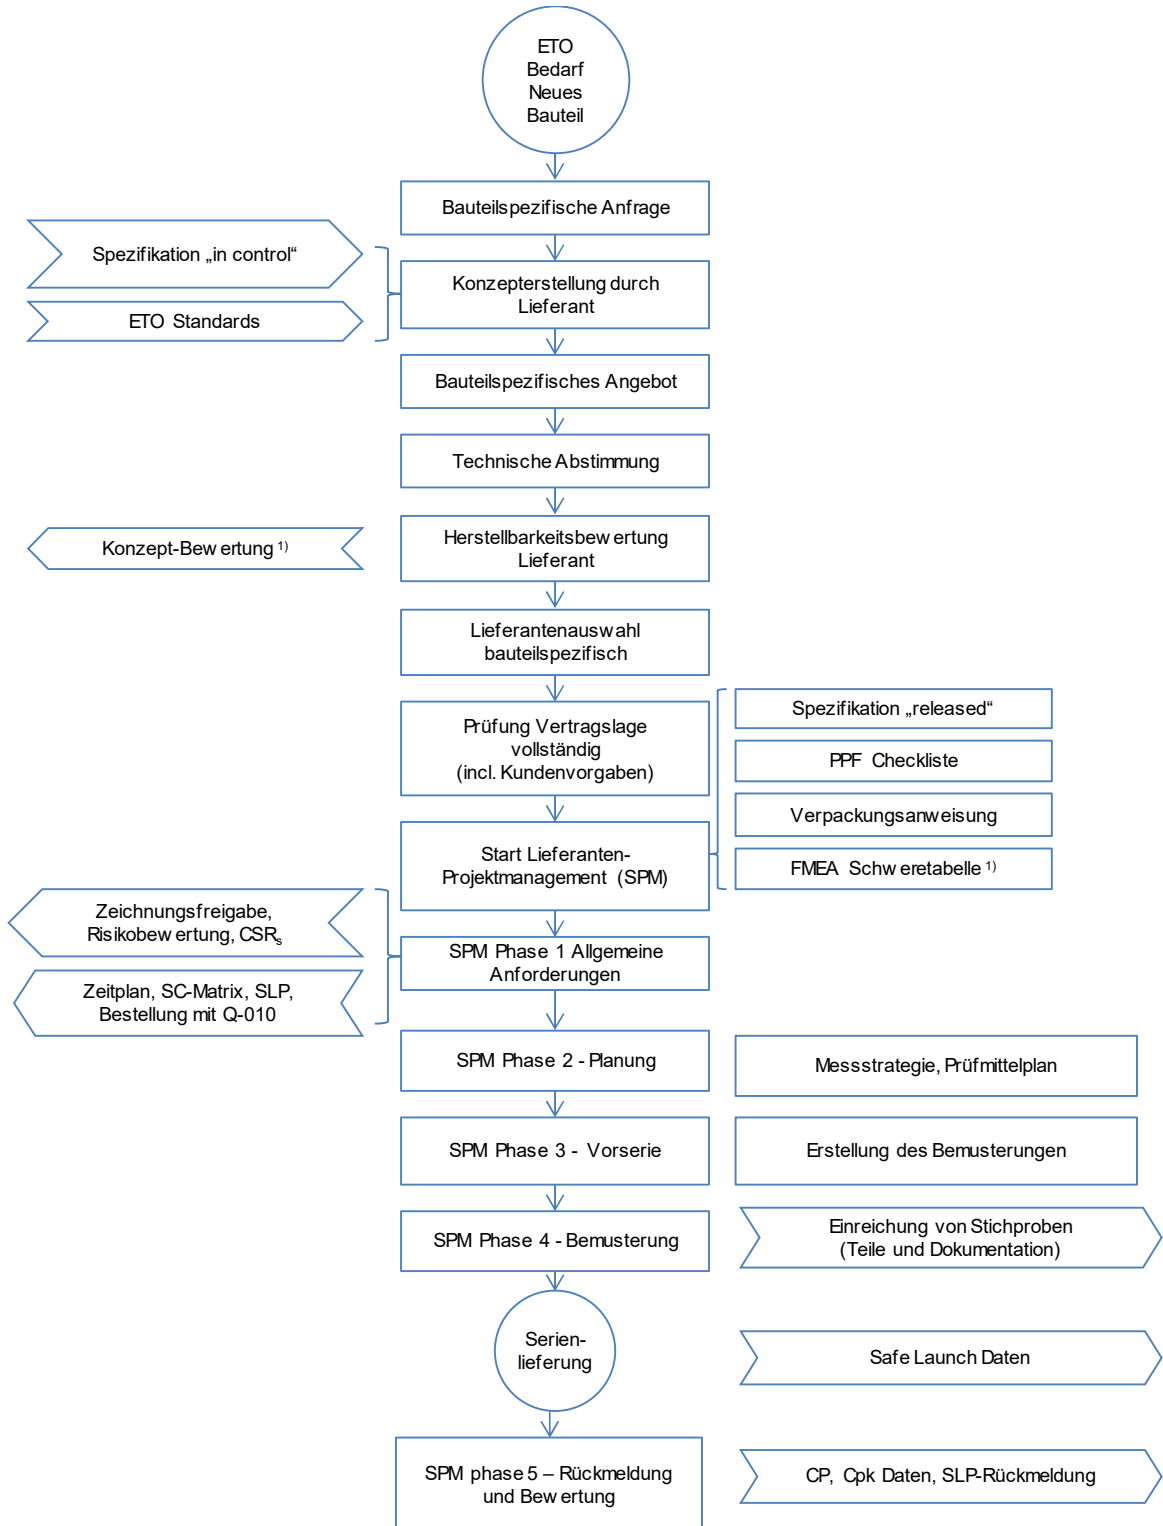 ETO
Bedarf
Neues
Bauteil
Bauteilspezifische Anfrage
Spezifikation „in control“
ETO Standards
Konzepterstellung durch
Lieferant
Bauteilspezifisches Angebot
Technische Abstimmung
Konzept-Bewertung 1)
Herstellbarkeitsbewertung
Lieferant
Lieferantenauswahl
bauteilspezifisch
Prüfung Vertragslage
vollständig
(incl. Kundenvorgaben)
Spezifikation „released“
PPF Checkliste
Verpackungsanweisung
FMEA Schweretabelle 1)
Start Lieferanten-
Projektmanagement (SPM)
Zeichnungsfreigabe,
Risikobewertung, CSRs
Zeitplan, SC-Matrix, SLP,
Bestellung mit Q-010
SPM Phase 1 Allgemeine
Anforderungen
SPM Phase 2 - Planung
Messstrategie, Prüfmittelplan
SPM Phase 3 - Vorserie
Erstellung des Bemusterungen
SPM Phase 4 - Bemusterung
Einreichung von Stichproben
(Teile und Dokumentation)
Serien-
lieferung
Safe Launch Daten
SPM phase 5 – Rückmeldung
und Bewertung
CP, Cpk Daten, SLP-Rückmeldung